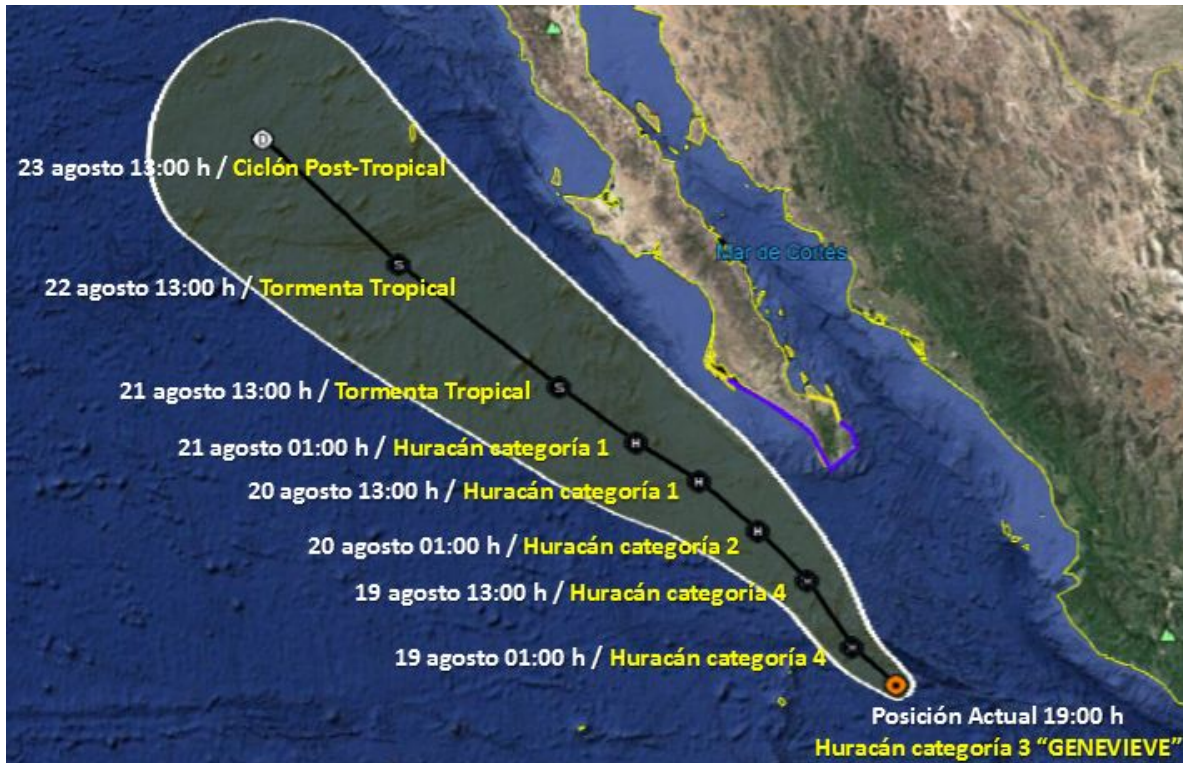 Mar de Cortés
23 agosto 13:00 h / Ciclón Post-Tropical
22 agosto 13:00 h / Tormenta Tropical
21 agosto 13:00 h / Tormenta Tropical
21 agosto 01:00 h / Huracán categoría 1
20 agosto 13:00 h / Huracán categoría 1
20 agosto 01:00 h / Huracán categoría 2
19 agosto 13:00 h / Huracán categoría 4
19 agosto 01:00 h / Huracán categoría 4
Posición Actual 19:00 h
Huracán categoría 3 “GENEVIEVE”
D
S
S
H
H
H